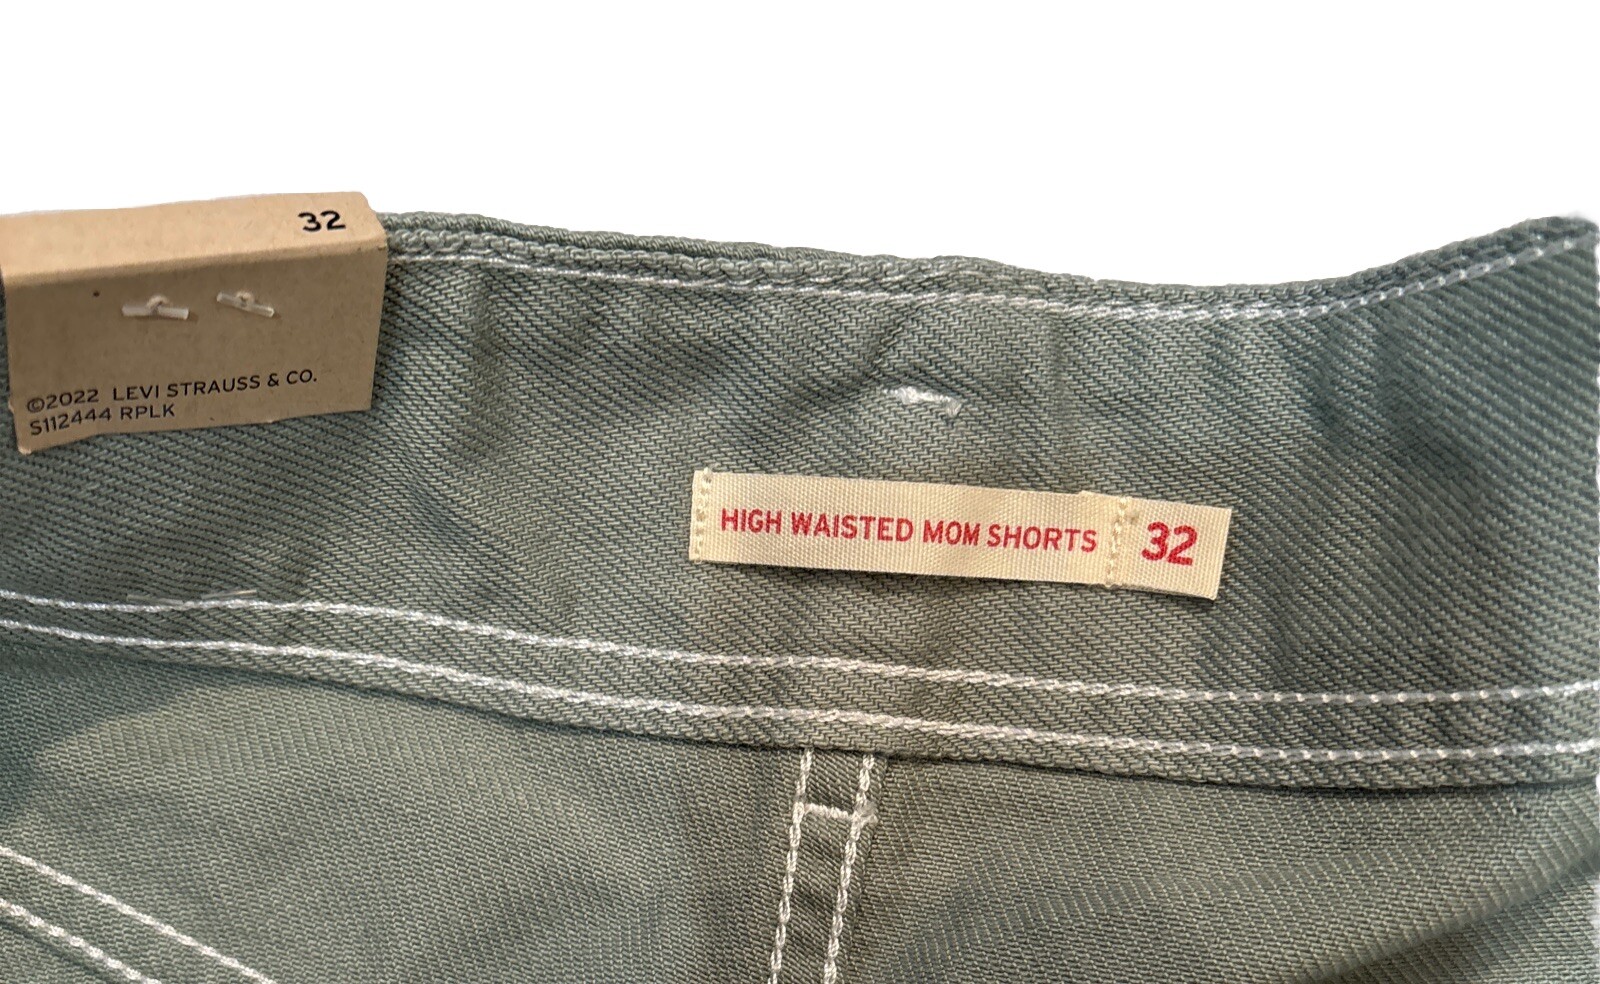 32
©2022 LEVI STRAUSS & CO.
S112444 RPLK
HIGH WAISTED MOM SHORTS 32